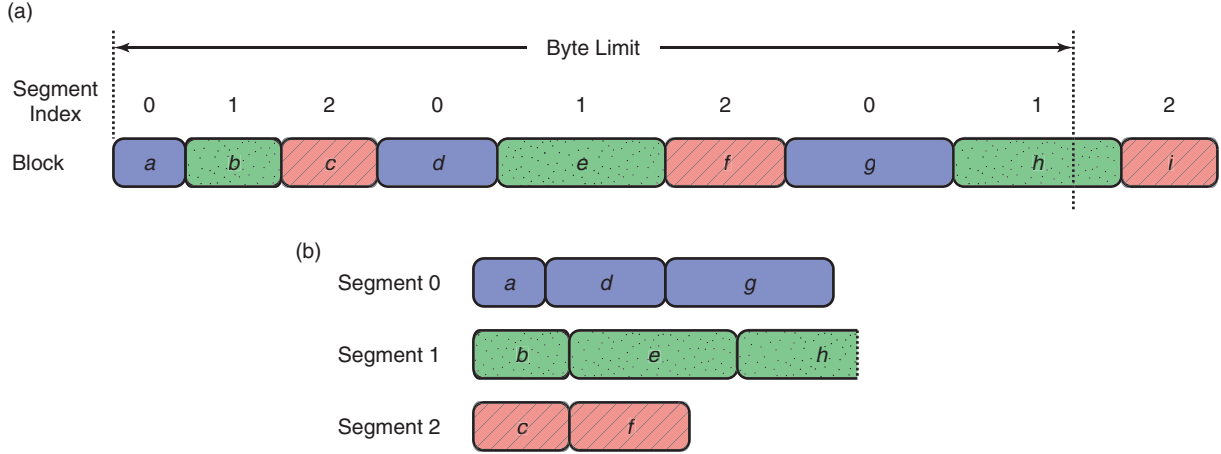 (a)
Byte Limit
Segment
Index
0 1 2 0 1 2 0 1 2
Block
a b c d e f g h i
(b)
Segment 0
a d g
Segment 1
b e h
Segment 2
c f